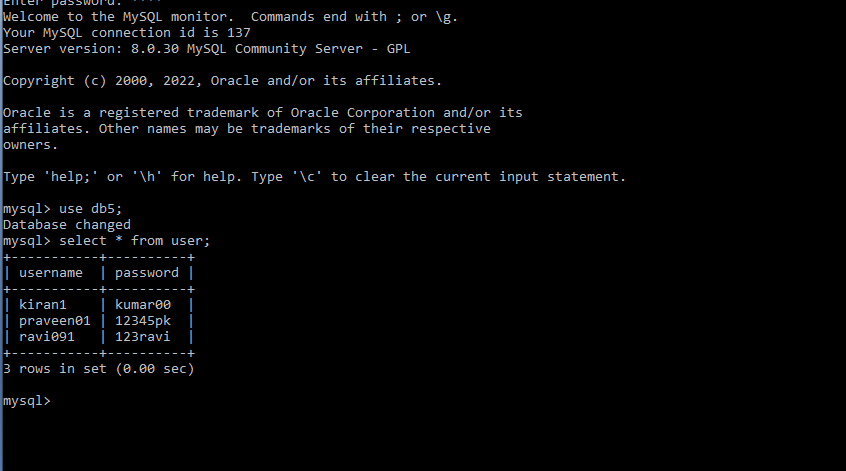 Enter password: ****
Welcome to the MySQL monitor.  Commands end with ; or \g.
Your MySQL connection id is 137
Server version: 8.0.30 MySQL Community Server - GPL
Copyright (c) 2000, 2022, Oracle and/or its affiliates.
Oracle is a registered trademark of Oracle Corporation and/or its
affiliates. Other names may be trademarks of their respective
owners.
Type 'help;' or '\h' for help. Type '\c' to clear the current input statement.
mysql> use db5;
Database changed
mysql> select * from user;
+-----------+----------+
| username  | password |
+-----------+----------+
| kiran1    | kumar00  |
| praveen01 | 12345pk  |
| ravi091   | 123ravi  |
+-----------+----------+
3 rows in set (0.00 sec)
mysql>